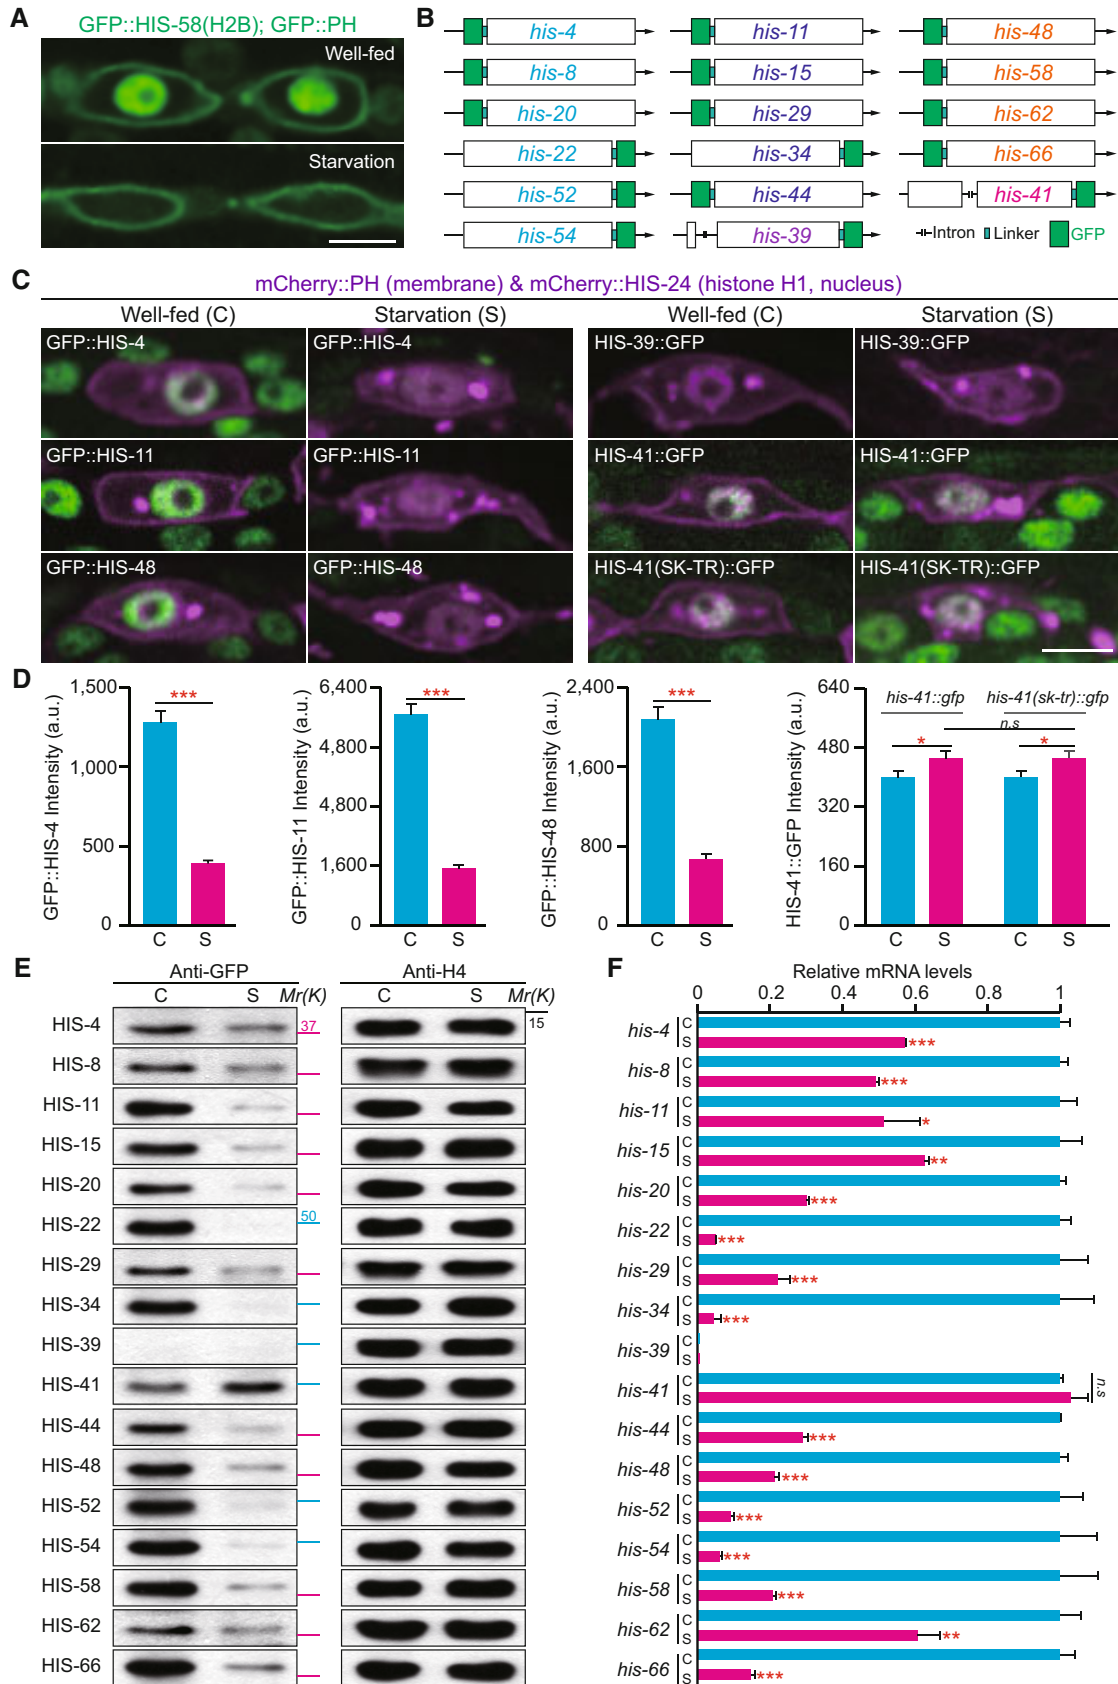 A
GFP::HIS-58(H2B); GFP::PH
Well-fed
Starvation
B
his-4
his-11
his-48
his-8
his-15
his-58
his-20
his-29
his-62
his-22
his-34
his-66
his-52
his-44
his-41
his-54
his-39
Intron
Linker
GFP
C
mCherry::PH (membrane) & mCherry::HIS-24 (histone H1, nucleus)
Well-fed (C)
Starvation (S)
Well-fed (C)
Starvation (S)
GFP::HIS-4
GFP::HIS-4
HIS-39::GFP
HIS-39::GFP
GFP::HIS-11
GFP::HIS-11
HIS-41::GFP
HIS-41::GFP
GFP::HIS-48
GFP::HIS-48
HIS-41(SK-TR)::GFP
HIS-41(SK-TR)::GFP
D
GFP::HIS-4 Intensity (a.u.)
1,500
1,000
500
0
***
C S
GFP::HIS-11 Intensity (a.u.)
6,400
4,800
4,800
1,600
0
***
C S
GFP::HIS-48 Intensity (a.u.)
2,400
1,600
800
0
***
C S
HIS-41::GFP Intensity (a.u.)
640
480
320
160
0
his-41::gfp
his-41(sk-tr)::gfp
n.s
*
*
C S C S
E
Anti-GFP
Anti-H4
C S Mr(K)
C S Mr(K)
HIS-4
37
15
HIS-8
HIS-11
HIS-15
HIS-20
HIS-22
50
HIS-29
HIS-34
HIS-39
HIS-41
HIS-44
HIS-48
HIS-52
HIS-54
HIS-58
HIS-62
HIS-66
F
Relative mRNA levels
0 0.2 0.4 0.6 0.8 1
his-4
C
S
***
his-8
C
S
***
his-11
C
S
*
his-15
C
S
**
his-20
C
S
***
his-22
C
S
***
his-29
C
S
***
his-34
C
S
***
his-39
C
S
his-41
C
S
n.s
his-44
C
S
***
his-48
C
S
***
his-52
C
S
***
his-54
C
S
***
his-58
C
S
***
his-62
C
S
**
his-66
C
S
***